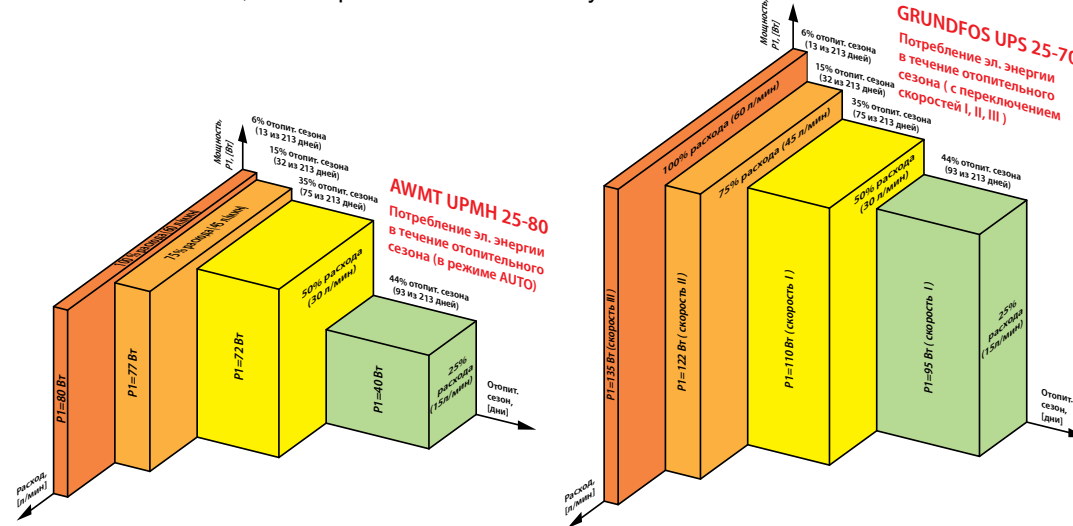 Мощность,
P1, [Вт]
6% отопит. сезона
(13 из 213 дней)
15% отопит. сезона
(32 из 213 дней)
35% отопит. сезона
(75 из 213 дней)
44% отопит. сезона
(93 из 213 дней)
AWMT UPMH 25-80
Потребление эл. энергии
в течение отопительного
сезона (в режиме AUTO)
100% расхода (60 л/мин)
75% расхода (45 л/мин)
50% расхода
(30 л/мин)
25%
расхода
(15л/мин)
P1=80 Вт
P1=77 Вт
P1=72 Вт
P1=40Вт
Отопит.
сезон,
[дни]
Расход,
[л/мин]
Мощность,
P1, [Вт]
6% отопит. сезона
(13 из 213 дней)
15% отопит. сезона
(32 из 213 дней)
35% отопит. сезона
(75 из 213 дней)
44% отопит. сезона
(93 из 213 дней)
GRUNDFOS UPS 25-70
Потребление эл. энергии
в течение отопительного
сезона ( с переключением
скоростей I, II, III )
100% расхода (60 л/мин)
75% расхода (45 л/мин)
50% расхода
(30 л/мин)
25%
расхода
(15л/мин)
P1=135 Вт (скорость III)
P1=122 Вт ( скорость II )
P1=110 Вт ( скорость I )
P1=95 Вт ( скорость I )
Отопит.
сезон,
[дни]
Расход,
[л/мин]